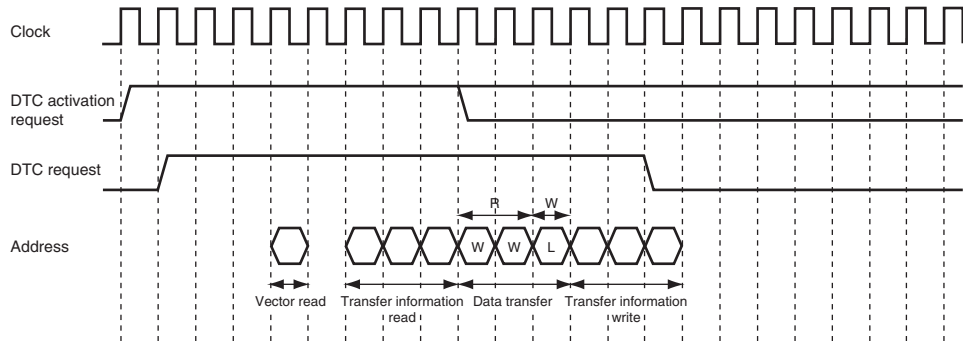 Clock
DTC activation
request
DTC request
R
W
Address
W
W
L
Vector read
Transfer information
read
Data transfer
Transfer information
write